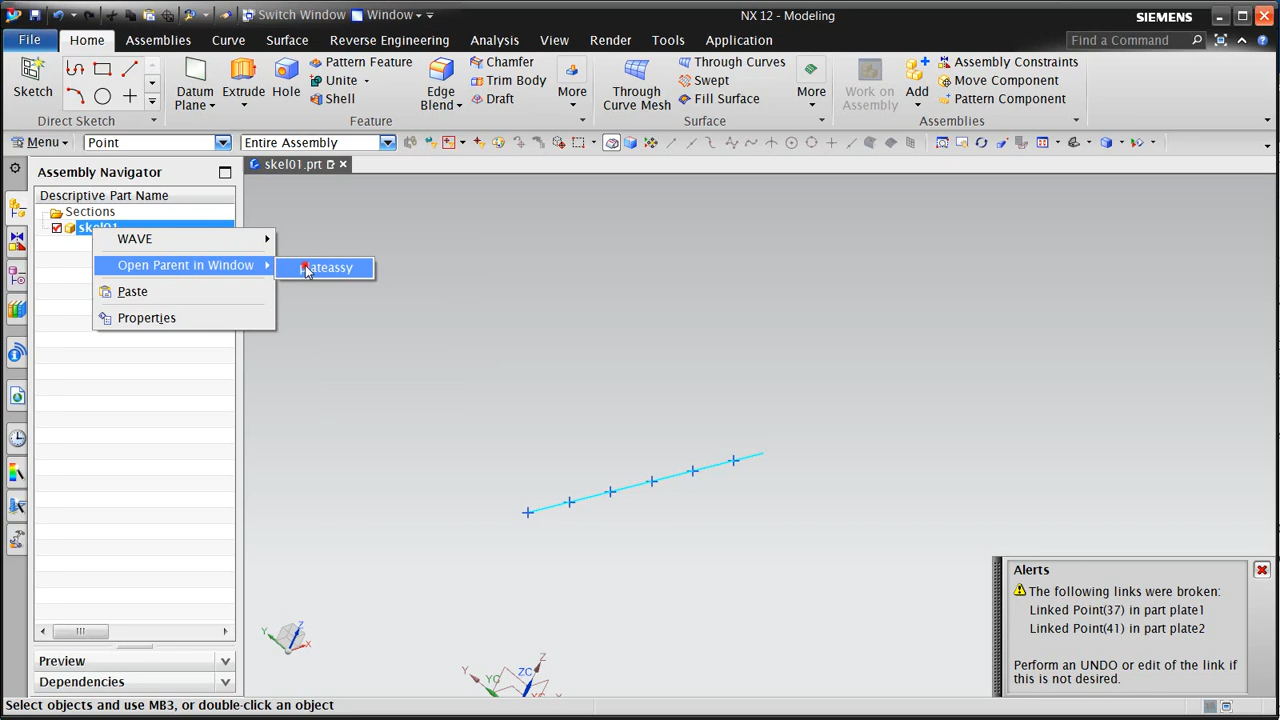 Switch Window
Window
NX 12 - Modeling
SIEMENS
File
Home
Assemblies
Curve
Surface
Reverse Engineering
Analysis
View
Render
Tools
Application
Find a Command
Sketch
Direct Sketch
Datum
Plane
Extrude
Hole
Pattern Feature
Unite
Shell
Edge
Blend
Chamfer
Trim Body
Draft
More
Feature
Through
Curve Mesh
Through Curves
Swept
Fill Surface
More
Surface
Work on
Assembly
Add
Assembly Constraints
Move Component
Pattern Component
Assemblies
Menu
Point
Entire Assembly
Assembly Navigator
skel01.prt
Descriptive Part Name
Sections
skel01
WAVE
Open Parent in Window
plateassy
Paste
Properties
Preview
Dependencies
Y
Z
X
Y
Z
ZC
YC
Alerts
The following links were broken:
Linked Point(37) in part plate1
Linked Point(41) in part plate2
Perform an UNDO or edit of the link if
this is not desired.
Select objects and use MB3, or double-click an object